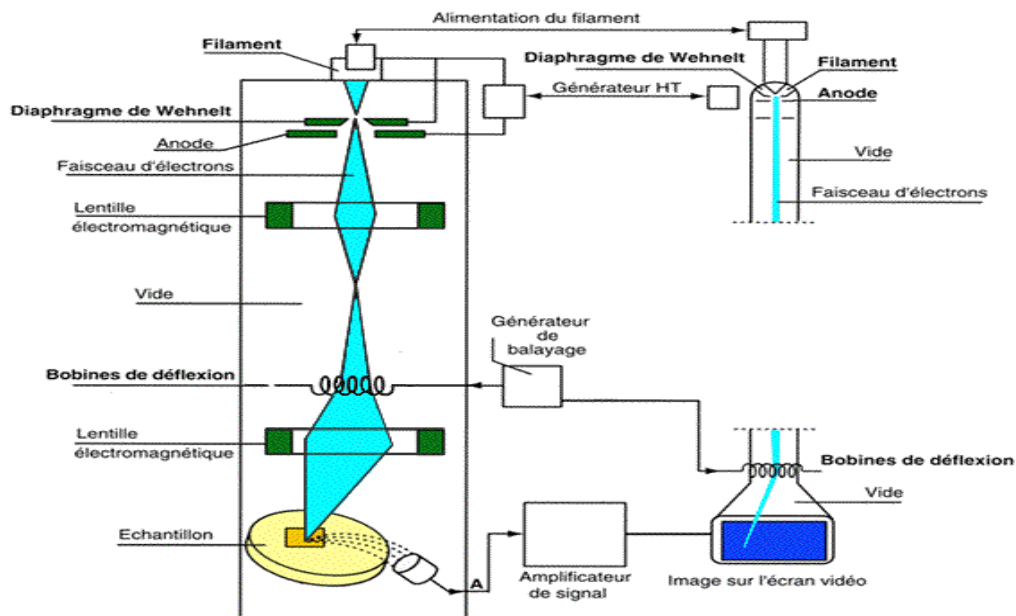 Alimentation du filament
Filament
Diaphragme de Wehnelt
Filament
Générateur HT
Anode
Diaphragme de Wehnelt
Anode
Vide
Faisceau d'électrons
Faisceau d'électrons
Lentille
électromagnétique
Vide
Générateur
de
balayage
Bobines de déflexion
Lentille
électromagnétique
Bobines de déflexion
Vide
Echantillon
A
Amplificateur
de signal
Image sur l'écran vidéo